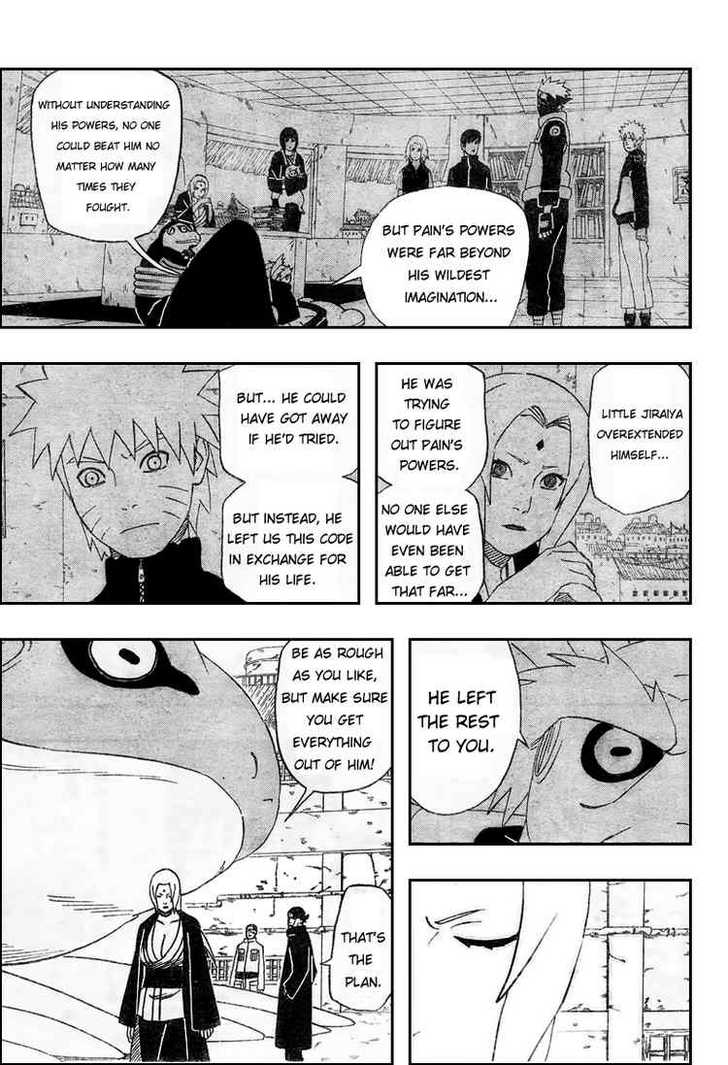 BUT PAIN'S POWERS
WERE FAR BEYOND
HIS WILDEST
IMAGINATION...
WITHOUT UNDERSTANDING
HIS POWERS, NO ONE
COULD BEAT HIM NO
MATTER HOW MANY
TIMES THEY
FOUGHT.
LITTLE JIRAIYA
OVEREXTENDED
HIMSELF...
HE WAS
TRYING
TO FIGURE
OUT PAIN'S
POWERS.
NO ONE ELSE
WOULD HAVE
EVEN BEEN
ABLE TO GET
THAT FAR...
BUT... HE COULD
HAVE GOT AWAY
IF HE'D TRIED.
BUT INSTEAD, HE
LEFT US THIS CODE
IN EXCHANGE FOR
HIS LIFE.
HE LEFT
THE REST
TO YOU.
BE AS ROUGH
AS YOU LIKE,
BUT MAKE SURE
YOU GET
EVERYTHING
OUT OF HIM!
THAT'S
THE
PLAN.